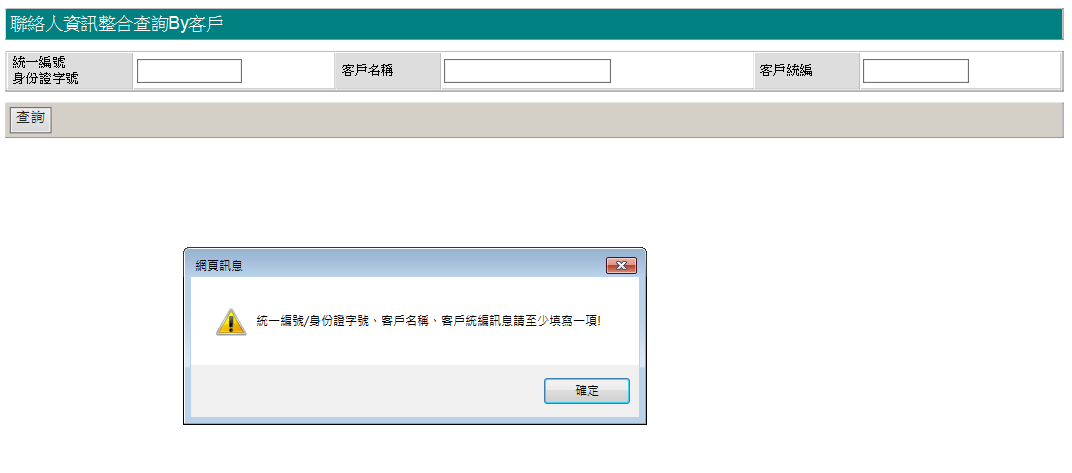 聯絡人資訊整合查詢By客戶
統一編號
身份證字號
客戶名稱
客戶統編
查詢
網頁訊息
統一編號/身份證字號、客戶名稱、客戶統編訊息請至少填寫一項!
確定